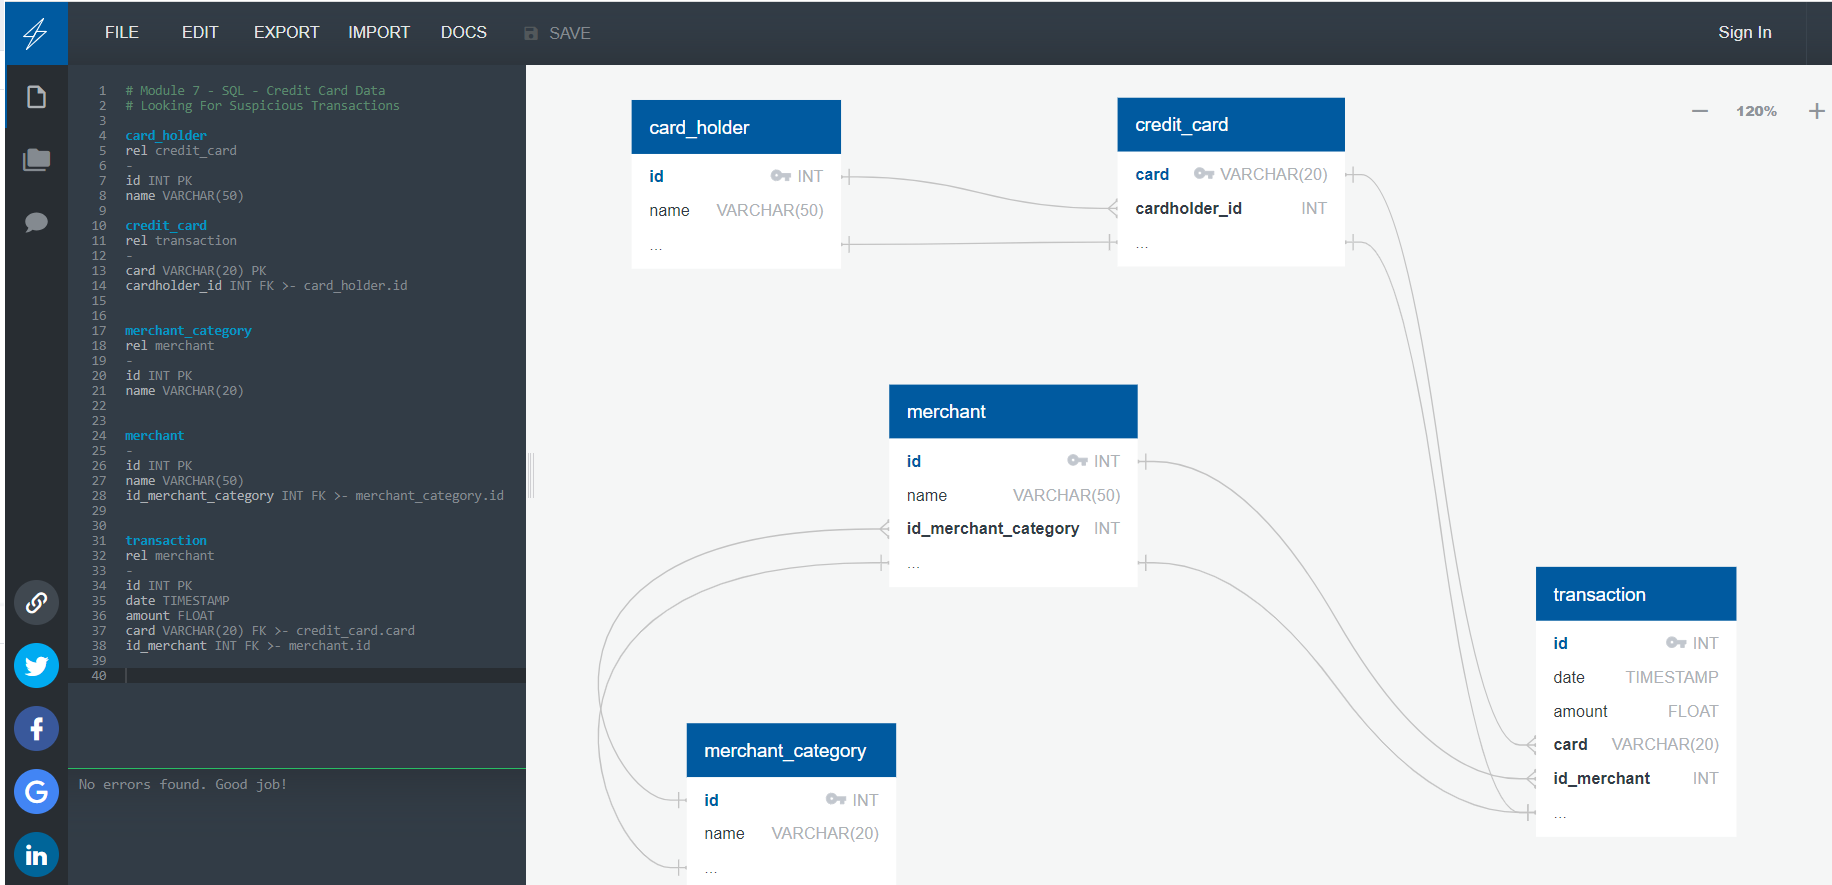 FILE EDIT EXPORT IMPORT DOCS SAVE Sign In
1 # Module 7 - SQL - Credit Card Data
2 # Looking For Suspicious Transactions
3
4 card_holder
5 rel credit_card
6 -
7 id INT PK
8 name VARCHAR(50)
9
10 credit_card
11 rel transaction
12 -
13 card VARCHAR(20) PK
14 cardholder_id INT FK >- card_holder.id
15
16
17 merchant_category
18 rel merchant
19 -
20 id INT PK
21 name VARCHAR(20)
22
23
24 merchant
25 -
26 id INT PK
27 name VARCHAR(50)
28 id_merchant_category INT FK >- merchant_category.id
29
30
31 transaction
32 rel merchant
33 -
34 id INT PK
35 date TIMESTAMP
36 amount FLOAT
37 card VARCHAR(20) FK >- credit_card.card
38 id_merchant INT FK >- merchant.id
39
40
No errors found. Good job!
120%
card_holder
id INT
name VARCHAR(50)
...
credit_card
card VARCHAR(20)
cardholder_id INT
...
merchant
id INT
name VARCHAR(50)
id_merchant_category INT
...
transaction
id INT
date TIMESTAMP
amount FLOAT
card VARCHAR(20)
id_merchant INT
...
merchant_category
id INT
name VARCHAR(20)
...